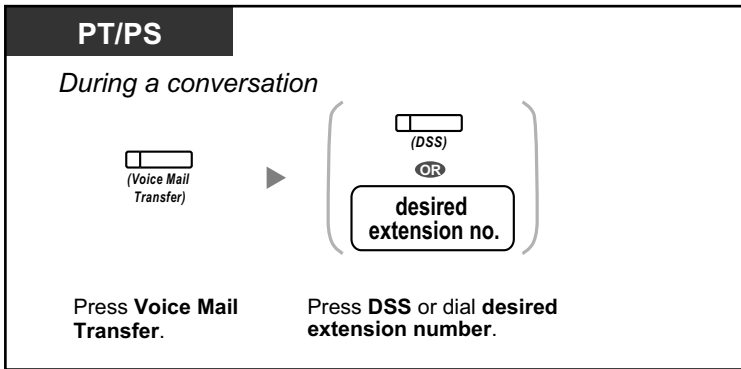 PT/PS
During a conversation
(Voice Mail
Transfer)
(DSS)
OR
desired
extension no.
Press Voice Mail
Transfer.
Press DSS or dial desired
extension number.